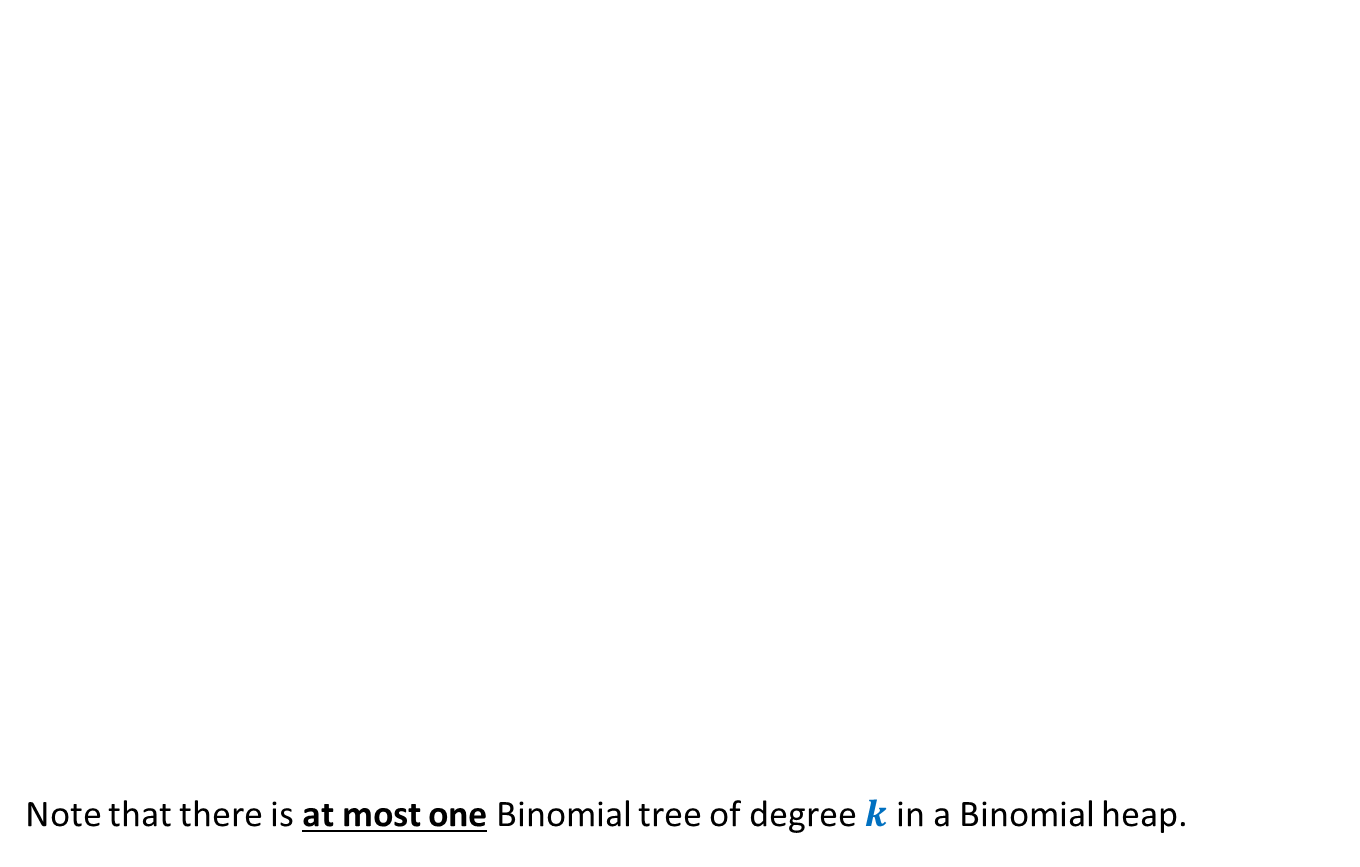 Note that there is at most one Binomial tree of degree k in a Binomial heap.